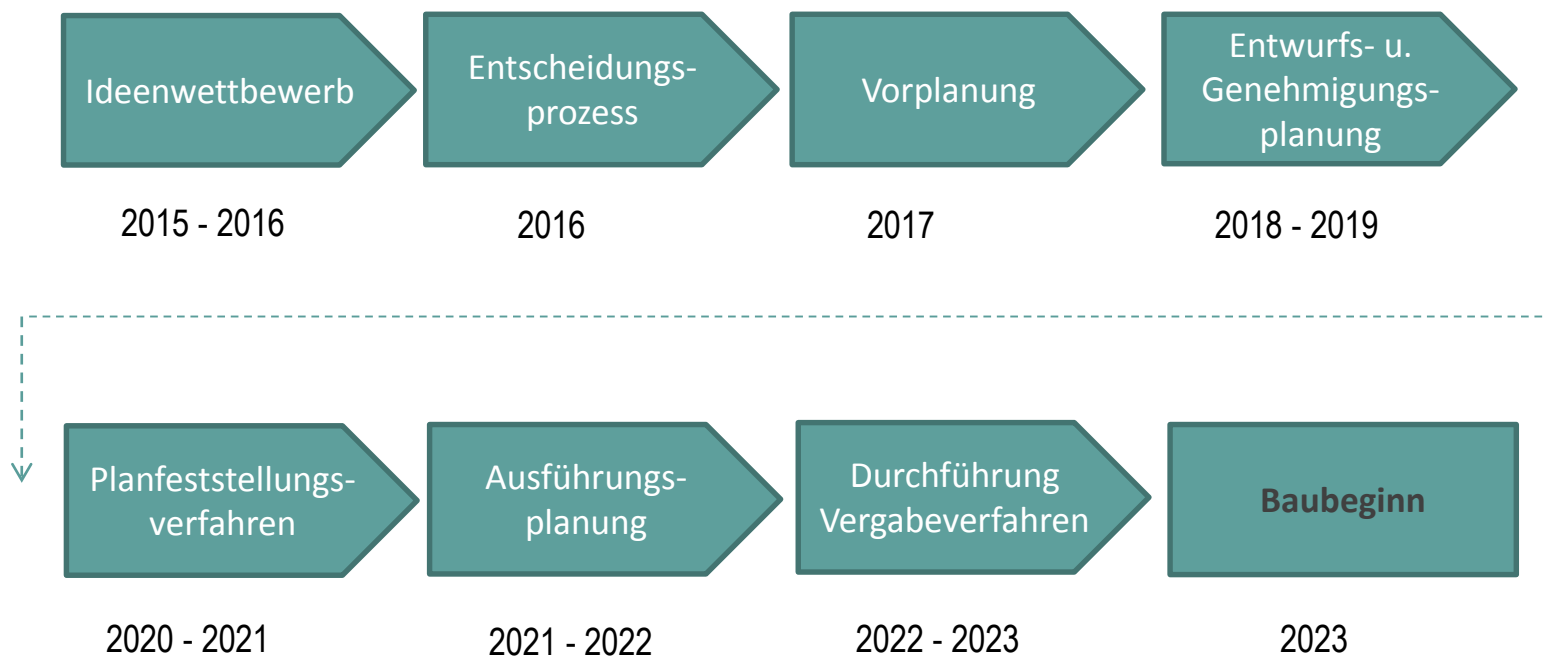 Ideenwettbewerb
Entscheidungs-
prozess
Vorplanung
Entwurfs- u.
Genehmigungs-
planung
2015 - 2016
2016
2017
2018 - 2019
Planfeststellungs-
verfahren
Ausführungs-
planung
Durchführung
Vergabeverfahren
Baubeginn
2020 - 2021
2021 - 2022
2022 - 2023
2023